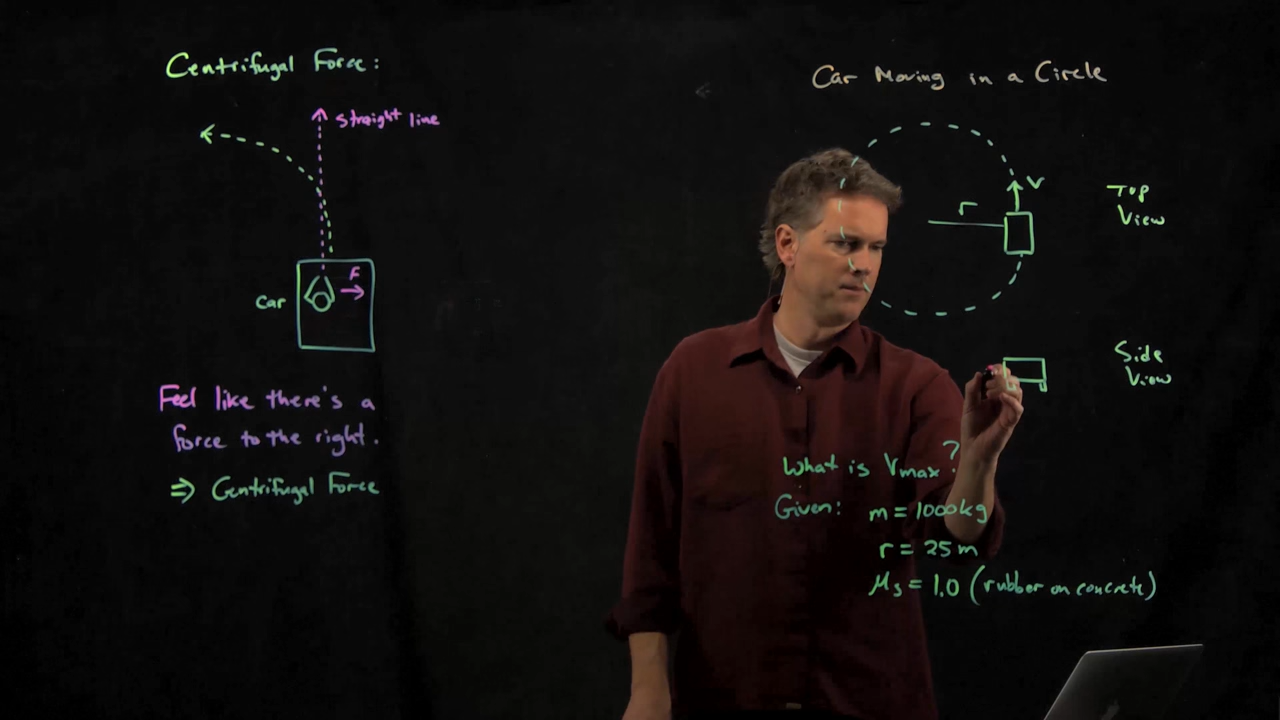 Centrifugal Force:
straight line
F
Car
Feel like there's a
force to the right.
⇒ Centrifugal Force
Car Moving in a Circle
v
r
Top
View
Side
View
What is Vmax?
Given: m = 1000kg
r = 25m
μs = 1.0 (rubber on concrete)